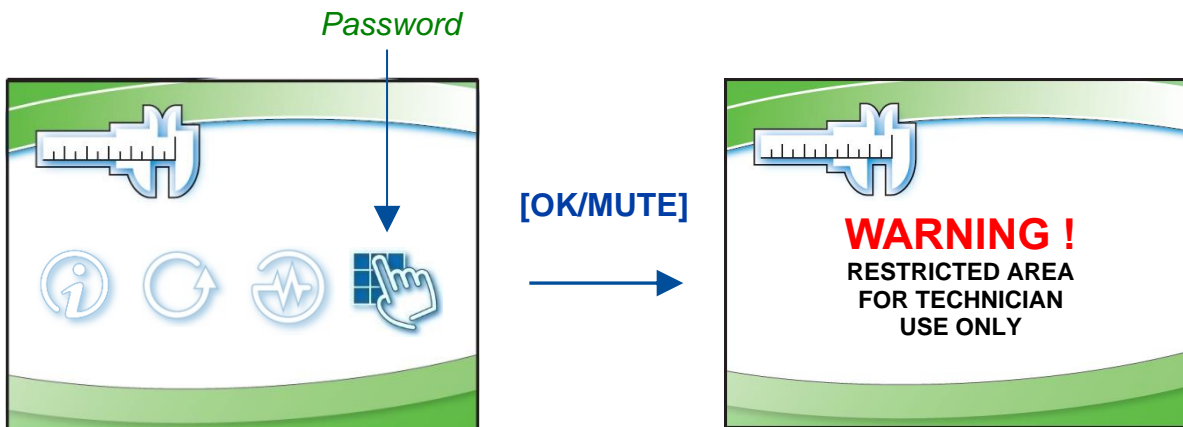 Password
[OK/MUTE]
WARNING !
RESTRICTED AREA
FOR TECHNICIAN
USE ONLY